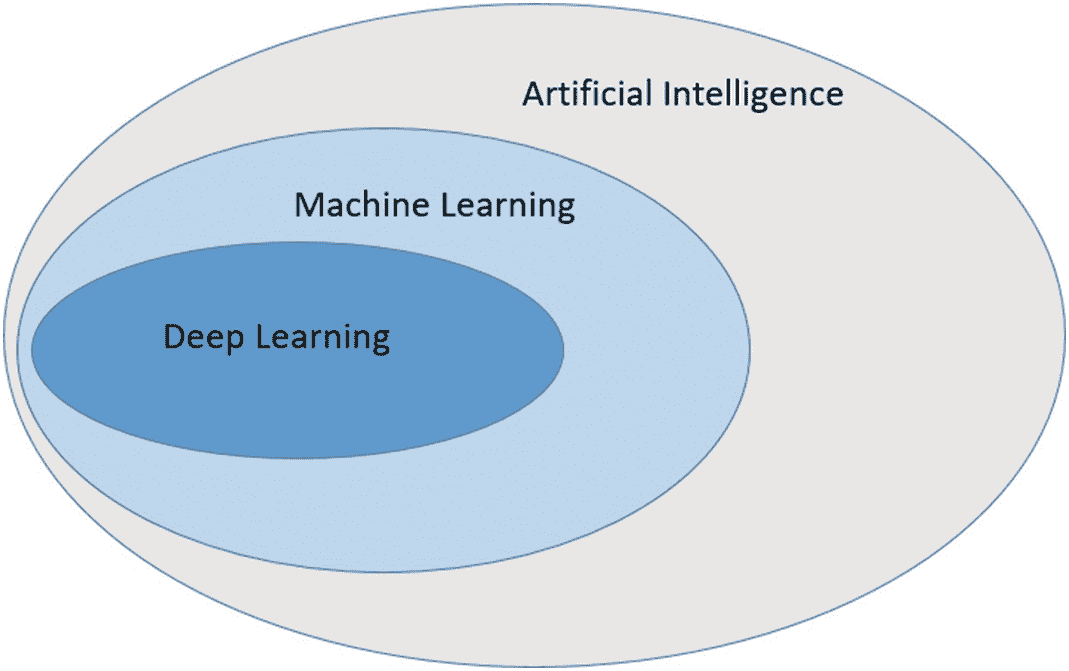 Artificial Intelligence
Machine Learning
Deep Learning